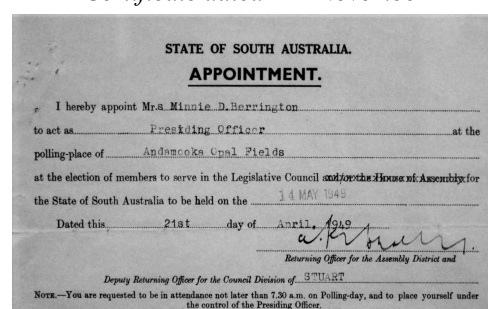 STATE OF SOUTH AUSTRALIA.
APPOINTMENT.
I hereby appoint Mrs Minnie D.Berrington
to act as Presiding Officer at the
polling-place of Andamooka Opal Fields
at the election of members to serve in the Legislative Council and/or the House of Assembly for
the State of South Australia to be held on the 14 MAY 1949
Dated this 21st day of April, 1949
Returning Officer for the Assembly District and
Deputy Returning Officer for the Council Division of STUART
NOTE.—You are requested to be in attendance not later than 7.30 a.m. on Polling-day, and to place yourself under
the control of the Presiding Officer.